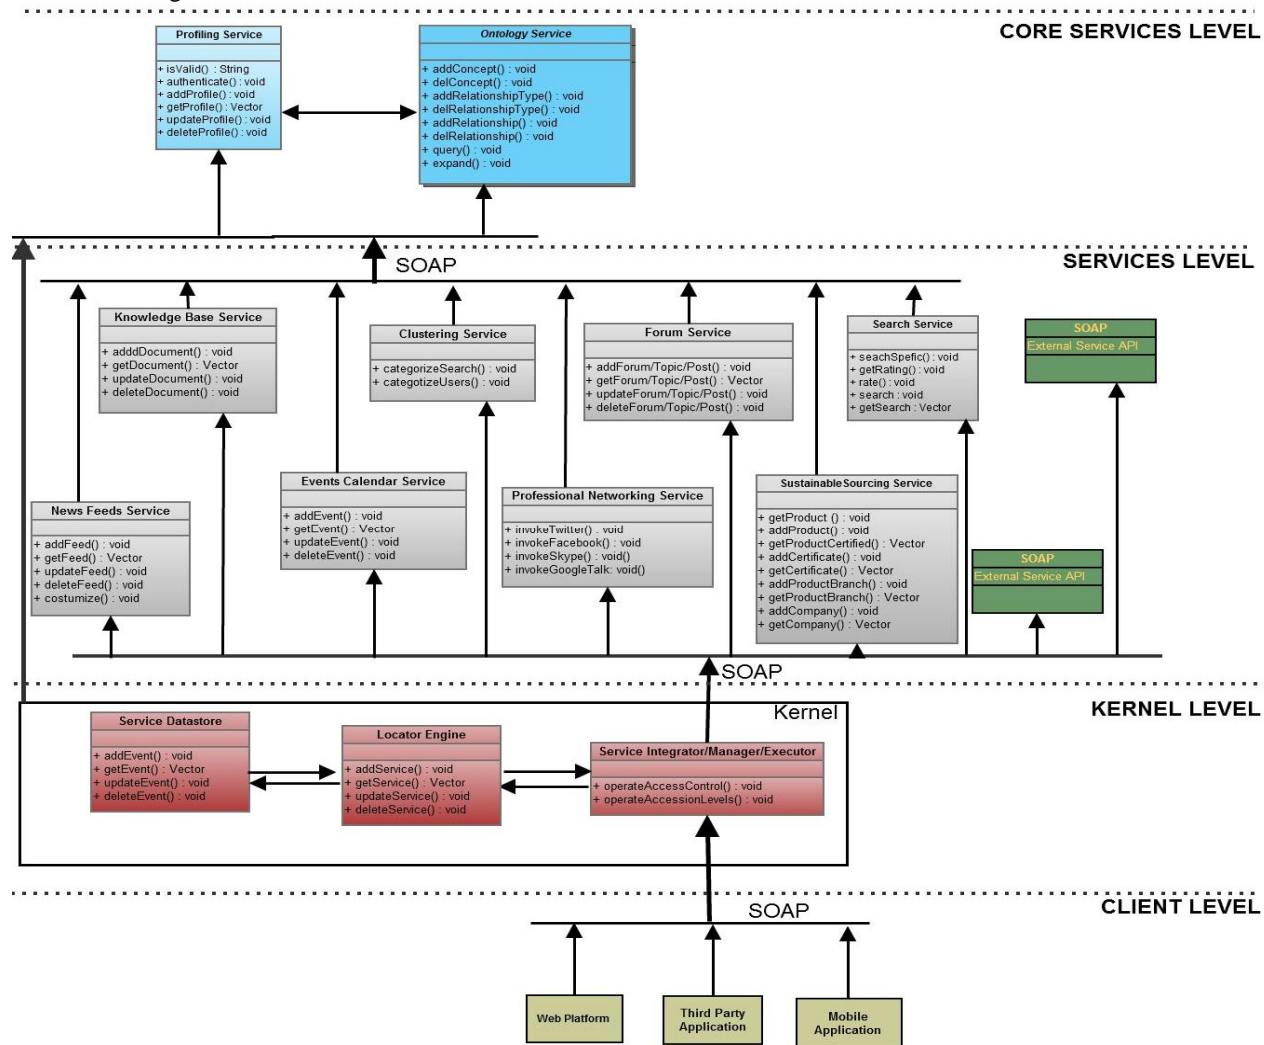 CORE SERVICES LEVEL
Profiling Service
+ isValid() : String
+ authenticate() : void
+ addProfile() : void
+ getProfile() : Vector
+ updateProfile() : void
+ deleteProfile() : void
Ontology Service
+ addConcept() : void
+ delConcept() : void
+ addRelationshipType() : void
+ delRelationshipType() : void
+ addRelationship() : void
+ delRelationship() : void
+ query() : void
+ expand() : void
SERVICES LEVEL
SOAP
Knowledge Base Service
+ adddDocument() : void
+ getDocument() : Vector
+ updateDocument() : void
+ deleteDocument() : void
Clustering Service
+ categorizeSearch() : void
+ categotizeUsers() : void
Forum Service
+ addForum/Topic/Post() : void
+ getForum/Topic/Post() : Vector
+ updateForum/Topic/Post() : void
+ deleteForum/Topic/Post() : void
Search Service
+ seachSpefic() : void
+ getRating() : void
+ rate() : void
+ search : void
+ getSearch : Vector
SOAP
External Service API
News Feeds Service
+ addFeed() : void
+ getFeed() : Vector
+ updateFeed() : void
+ deleteFeed() : void
+ costumize() : void
Events Calendar Service
+ addEvent() : void
+ getEvent() : Vector
+ updateEvent() : void
+ deleteEvent() : void
Professional Networking Service
+ invokeTwitter() : void
+ invokeFacebook() : void
+ invokeSkype() : void()
+ invokeGoogleTalk: void()
SustainableSourcing Service
+ getProduct () : void
+ addProduct() : void
+ getProductCertified() : Vector
+ addCertificate() : void
+ getCertificate() : Vector
+ addProductBranch() : void
+ getProductBranch() : Vector
+ addCompany() : void
+ getCompany() : Vector
SOAP
External Service API
SOAP
KERNEL LEVEL
Kernel
Service Datastore
+ addEvent() : void
+ getEvent() : Vector
+ updateEvent() : void
+ deleteEvent() : void
Locator Engine
+ addService() : void
+ getService() : Vector
+ updateService() : void
+ deleteService() : void
Service Integrator/Manager/Executor
+ operateAccessControl() : void
+ operateAccessionLevels() : void
CLIENT LEVEL
SOAP
Web Platform
Third Party
Application
Mobile
Application